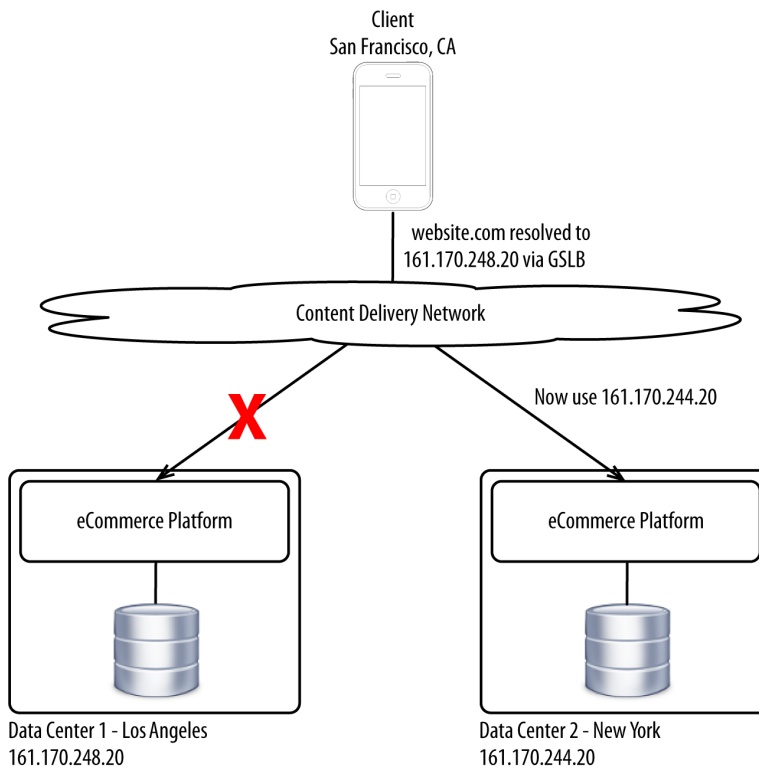 Client
San Francisco, CA
website.com resolved to
161.170.248.20 via GSLB
Content Delivery Network
X
Now use 161.170.244.20
eCommerce Platform
eCommerce Platform
Data Center 1 - Los Angeles
161.170.248.20
Data Center 2 - New York
161.170.244.20